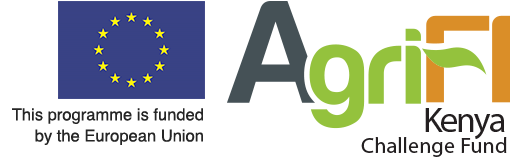 This programme is funded
by the European Union
AgriFI
Kenya
Challenge Fund